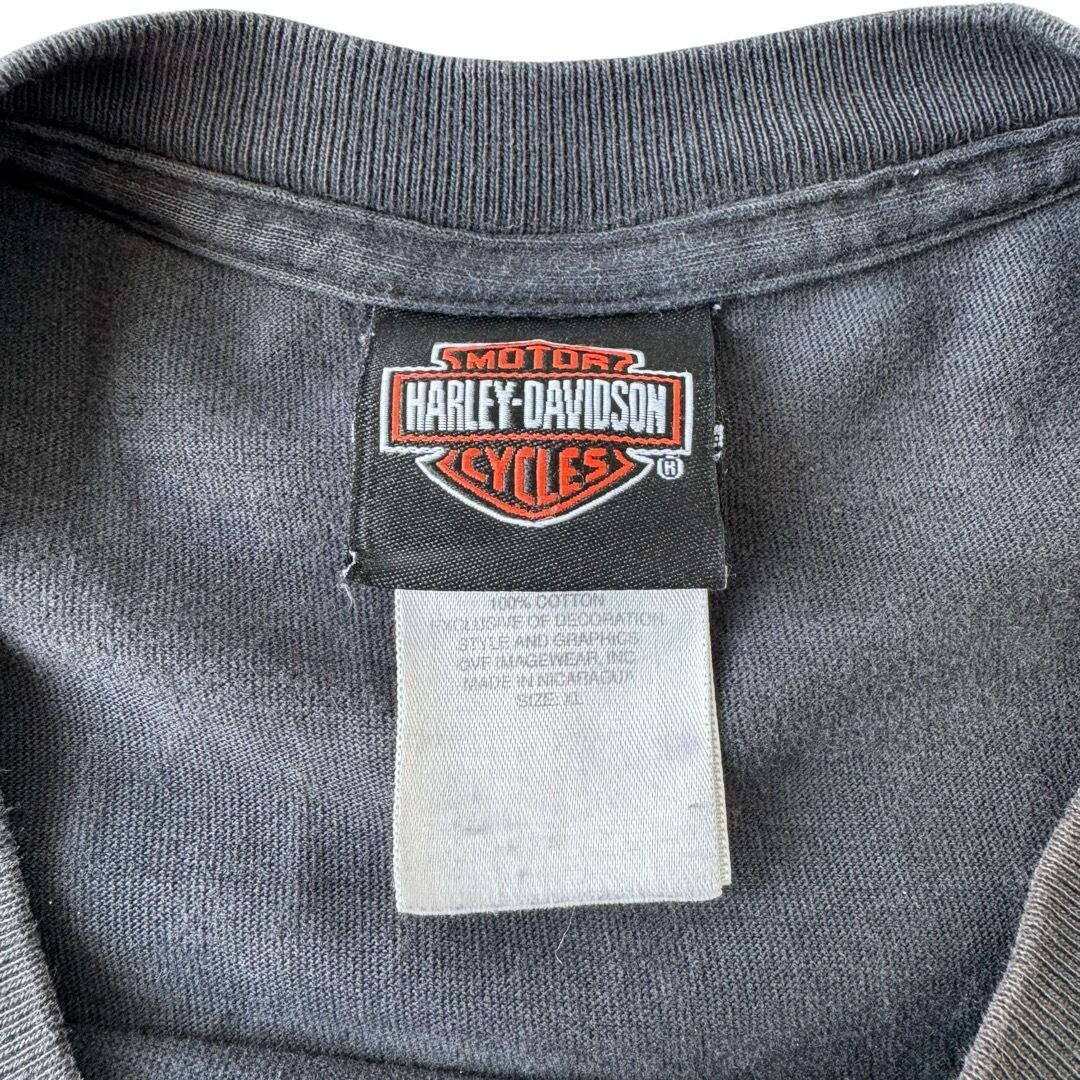 MOTOR
HARLEY-DAVIDSON
CYCLES
®
100% COTTON
EXCLUSIVE OF DECORATION
STYLE AND GRAPHICS
©VF IMAGEWEAR, INC
MADE IN NICARAGUA
SIZE: XL